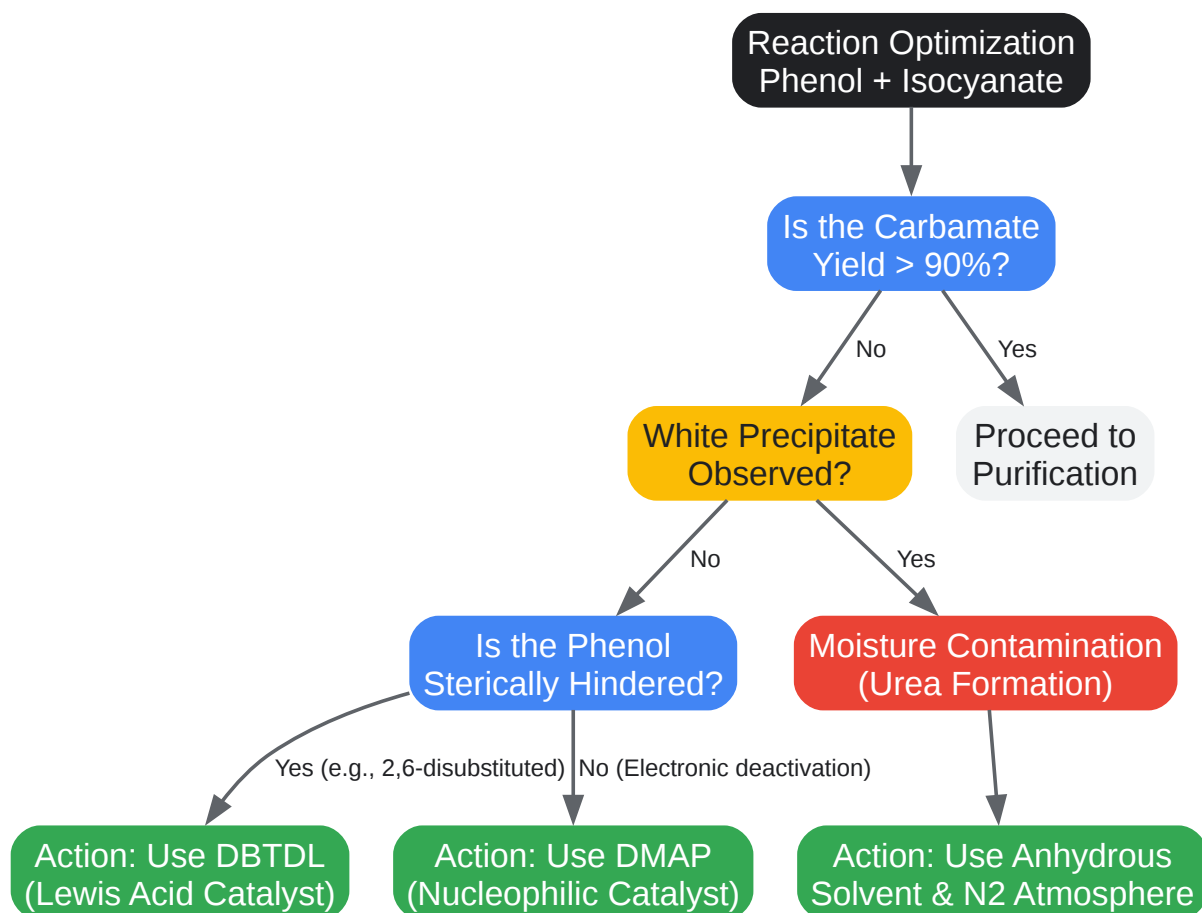 Reaction Optimization
Phenol + Isocyanate
Is the Carbamate
Yield > 90%?
No
Yes
White Precipitate
Observed?
Proceed to
Purification
No
Yes
Is the Phenol
Sterically Hindered?
Moisture Contamination
(Urea Formation)
Yes (e.g., 2,6-disubstituted)
No (Electronic deactivation)
Action: Use DBTDL
(Lewis Acid Catalyst)
Action: Use DMAP
(Nucleophilic Catalyst)
Action: Use Anhydrous
Solvent & N2 Atmosphere